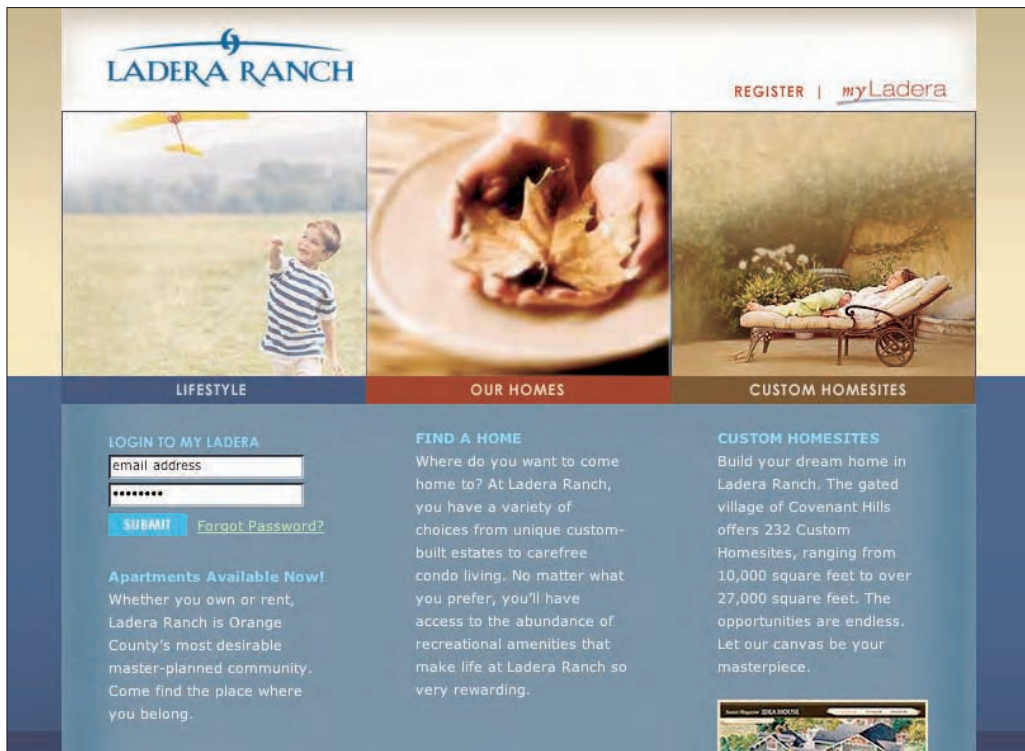 LADERA RANCH
REGISTER | myLadera
LIFESTYLE
OUR HOMES
CUSTOM HOMESITES
LOGIN TO MY LADERA
email address
SUBMIT Forgot Password?
Apartments Available Now!
Whether you own or rent,
Ladera Ranch is Orange
County's most desirable
master-planned community.
Come find the place where
you belong.
FIND A HOME
Where do you want to come
home to? At Ladera Ranch,
you have a variety of
choices from unique custom-
built estates to carefree
condo living. No matter what
you prefer, you'll have
access to the abundance of
recreational amenities that
make life at Ladera Ranch so
very rewarding.
CUSTOM HOMESITES
Build your dream home in
Ladera Ranch. The gated
village of Covenant Hills
offers 232 Custom
Homesites, ranging from
10,000 square feet to over
27,000 square feet. The
opportunities are endless.
Let our canvas be your
masterpiece.
IDEA HOUSE